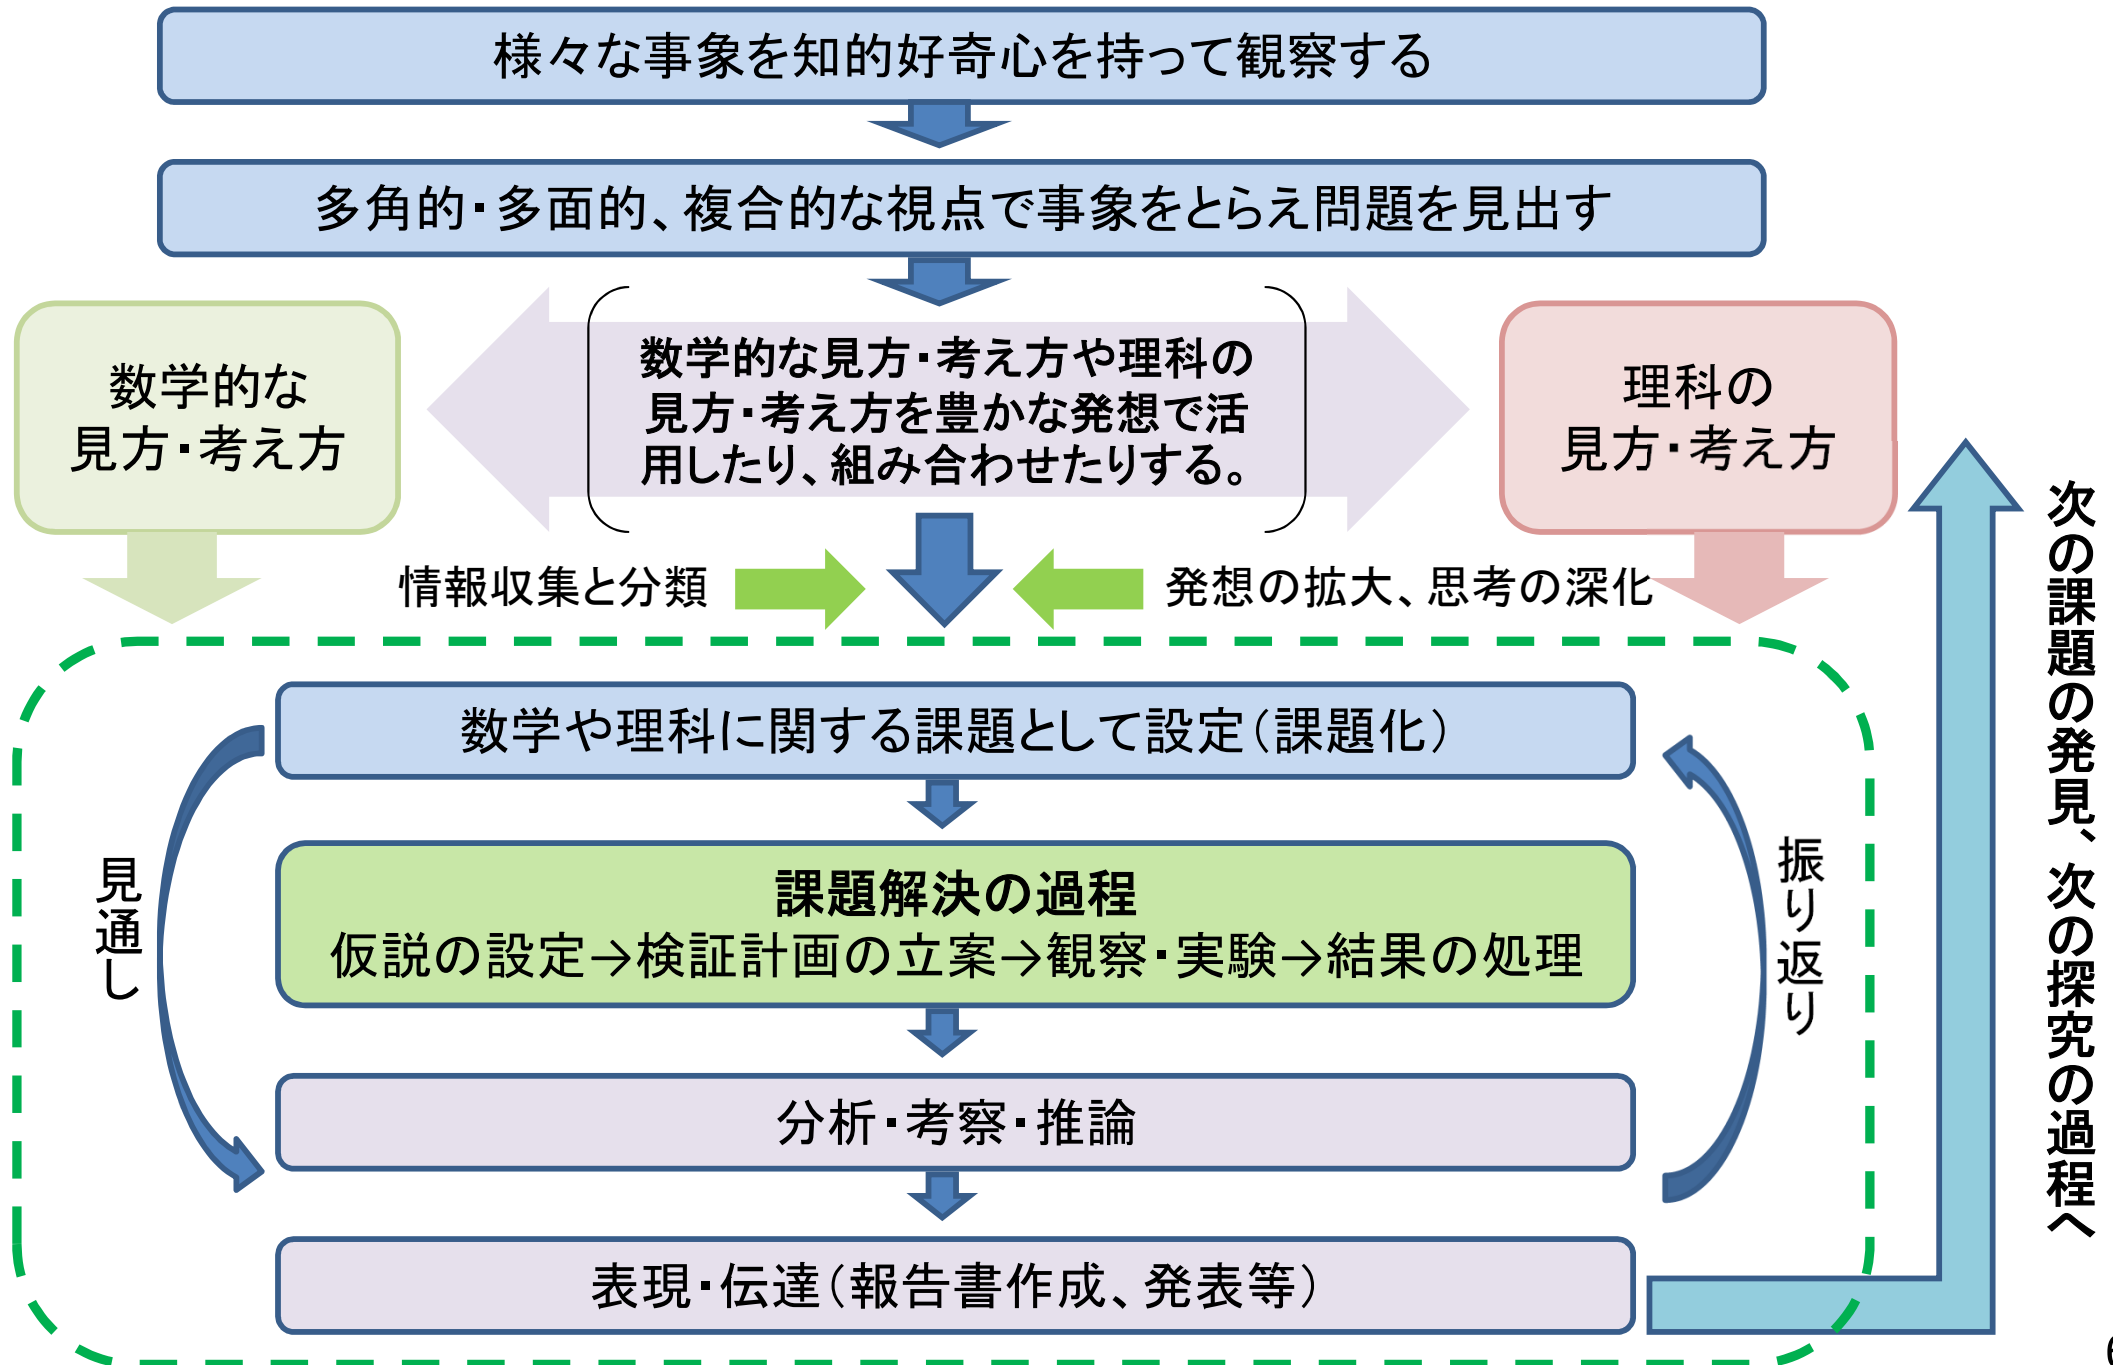 様々な事象を知的好奇心を持って観察する
多角的・多面的、複合的な視点で事象をとらえ問題を見出す
数学的な
見方・考え方
数学的な見方・考え方や理科の
見方・考え方を豊かな発想で活
用したり、組み合わせたりする。
理科の
見方・考え方
情報収集と分類
発想の拡大、思考の深化
数学や理科に関する課題として設定(課題化)
課題解決の過程
仮説の設定→検証計画の立案→観察・実験→結果の処理
分析・考察・推論
表現・伝達(報告書作成、発表等)
見通し
振り返り
次の課題の発見、次の探究の過程へ